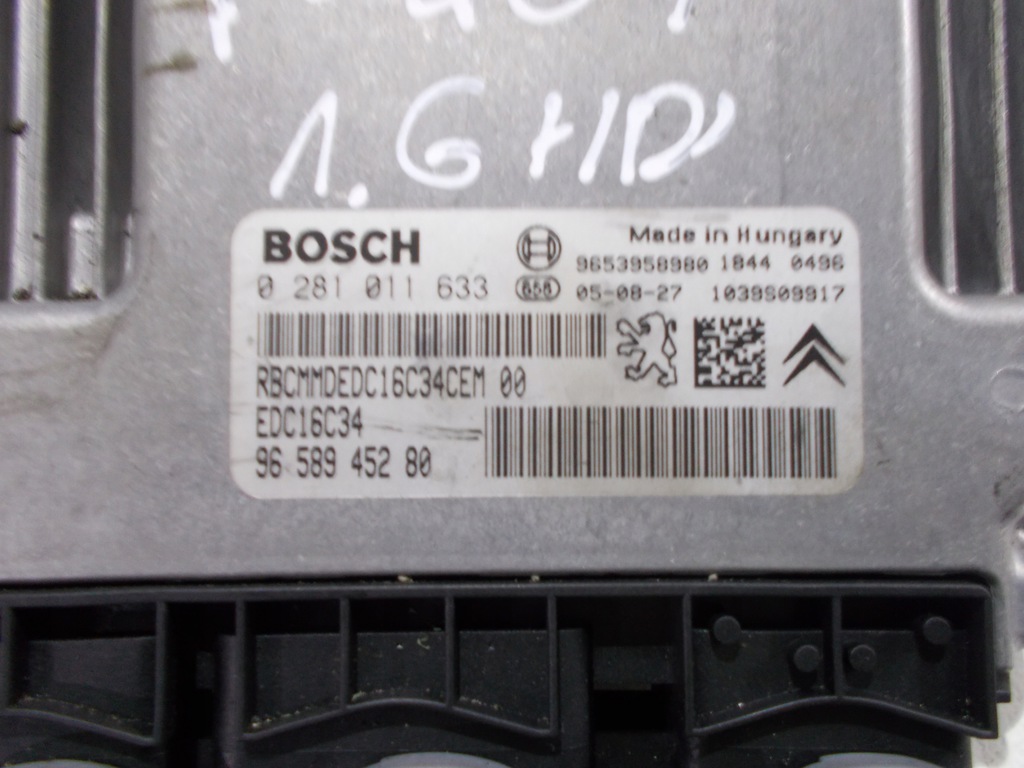 1.6 HDi
BOSCH
Made in Hungary
9653958980 1844 0496
0 281 011 633
05-08-27 1039S09917
RBCMMDEDC16C34CEM 00
EDC16C34
96 589 452 80